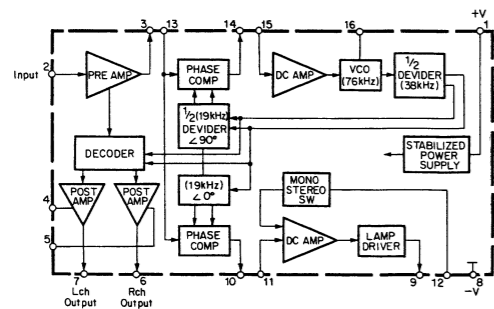 3 13 14 15 16 +V
1
2
Input
PRE AMP
PHASE
COMP
DC AMP
VCO
(76kHz)
1/2
DEVIDER
(38kHz)
1/2(19kHz)
DEVIDER
∠90°
DECODER
STABILIZED
POWER
SUPPLY
POST
AMP
POST
AMP
(19kHz)
∠0°
MONO
STEREO
SW
4
5
PHASE
COMP
DC AMP
LAMP
DRIVER
7 6 10 11 9 12 8
Lch
Output
Rch
Output
-V